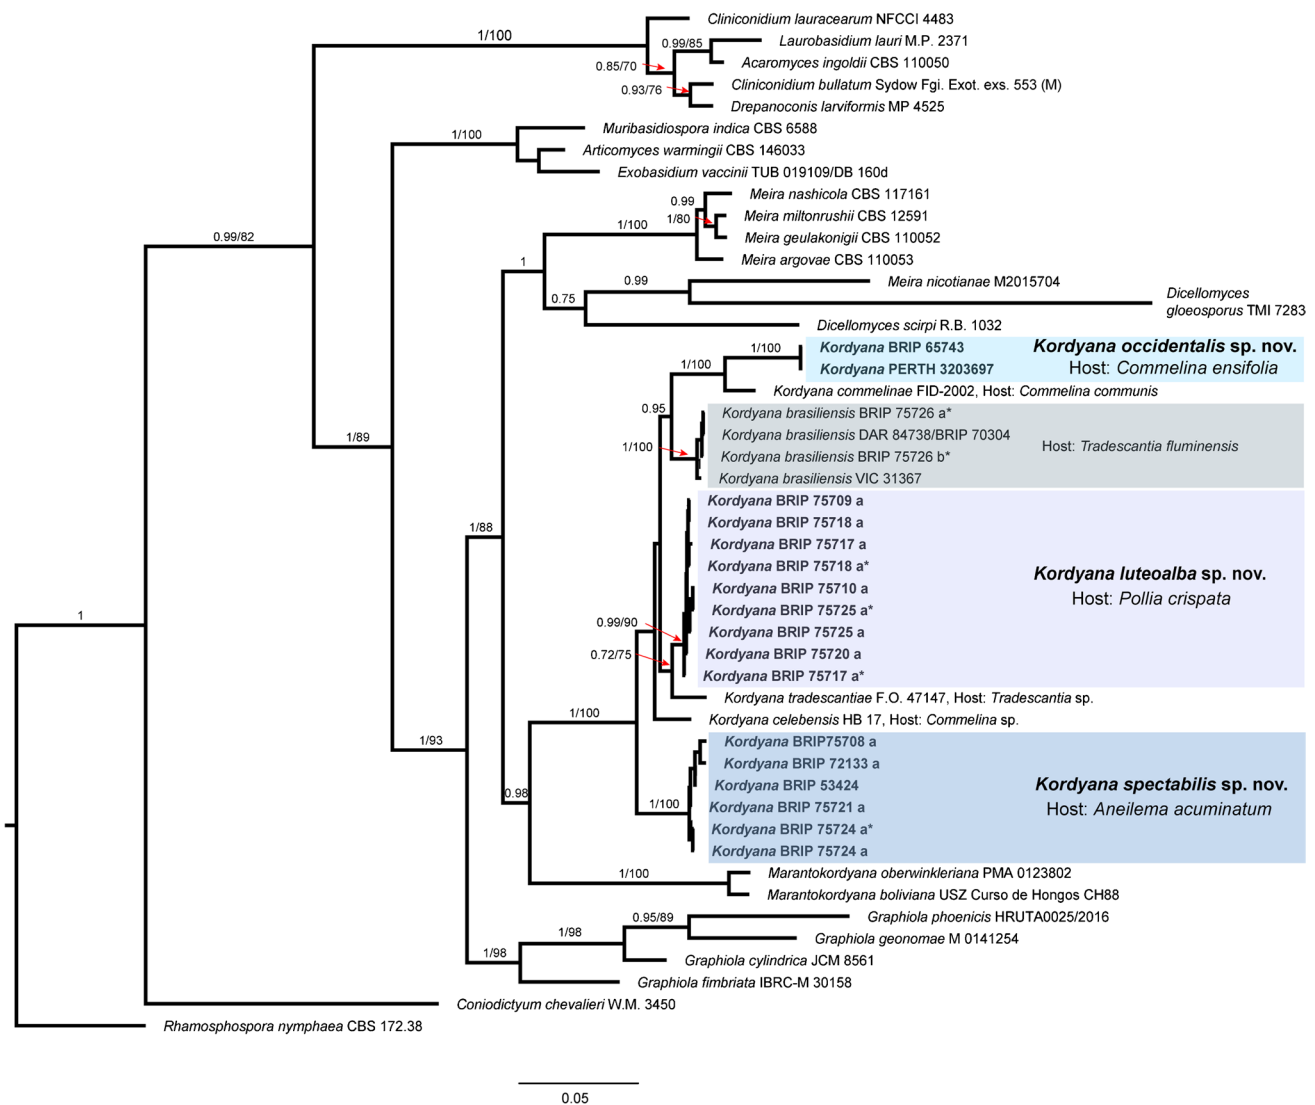 Cliniconidium lauracearum NFCCI 4483
1/100
0.99/85
Laurobasidium lauri M.P. 2371
0.85/70
Acaromyces ingoldii CBS 110050
0.93/76
Cliniconidium bullatum Sydow Fgi. Exot. exs. 553 (M)
Drepanoconis larviformis MP 4525
Muribasidiospora indica CBS 6588
1/100
Articomyces warmingii CBS 146033
Exobasidium vaccinii TUB 019109/DB 160d
Meira nashicola CBS 117161
0.99
1/80
Meira miltonrushii CBS 12591
1/100
Meira geulakonigii CBS 110052
0.99/82
Meira argovae CBS 110053
1
0.99
Meira nicotianae M2015704
0.75
Dicellomyces
gloeosporus TMI 7283
Dicellomyces scirpi R.B. 1032
1/100
Kordyana BRIP 65743
Kordyana occidentalis sp. nov.
1/100
Kordyana PERTH 3203697
Host: Commelina ensifolia
Kordyana commelinae FID-2002, Host: Commelina communis
0.95
Kordyana brasiliensis BRIP 75726 a*
1/89
Kordyana brasiliensis DAR 84738/BRIP 70304
1/100
Host: Tradescantia fluminensis
Kordyana brasiliensis BRIP 75726 b*
Kordyana brasiliensis VIC 31367
Kordyana BRIP 75709 a
1/88
Kordyana BRIP 75718 a
Kordyana BRIP 75717 a
Kordyana BRIP 75718 a*
Kordyana luteoalba sp. nov.
Kordyana BRIP 75710 a
Host: Pollia crispata
1
Kordyana BRIP 75725 a*
0.99/90
Kordyana BRIP 75725 a
0.72/75
Kordyana BRIP 75720 a
Kordyana BRIP 75717 a*
Kordyana tradescantiae F.O. 47147, Host: Tradescantia sp.
1/100
Kordyana celebensis HB 17, Host: Commelina sp.
1/93
Kordyana BRIP75708 a
Kordyana BRIP 72133 a
0.98
Kordyana BRIP 53424
Kordyana spectabilis sp. nov.
1/100
Kordyana BRIP 75721 a
Host: Aneilema acuminatum
Kordyana BRIP 75724 a*
Kordyana BRIP 75724 a
1/100
Marantokordyana oberwinkleriana PMA 0123802
Marantokordyana boliviana USZ Curso de Hongos CH88
0.95/89
Graphiola phoenicis HRUTA0025/2016
1/98
Graphiola geonomae M 0141254
1/98
Graphiola cylindrica JCM 8561
Graphiola fimbriata IBRC-M 30158
Coniodictyum chevalieri W.M. 3450
Rhamosphospora nymphaea CBS 172.38
0.05